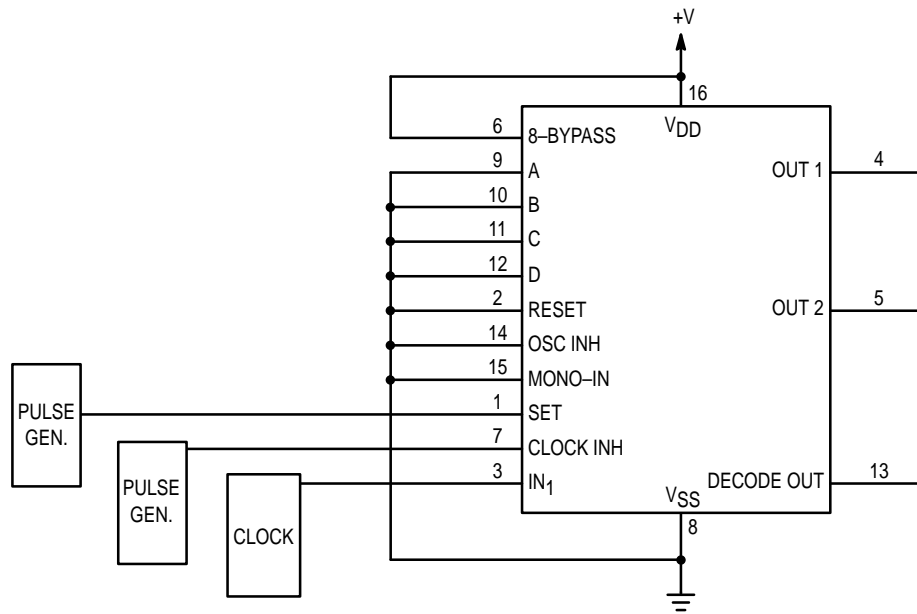 +V
16
VDD
6
8–BYPASS
9
A
OUT 1
4
10
B
11
C
12
D
2
RESET
OUT 2
5
14
OSC INH
15
MONO–IN
PULSE
GEN.
1
SET
7
CLOCK INH
PULSE
GEN.
3
IN1
DECODE OUT
13
VSS
8
CLOCK